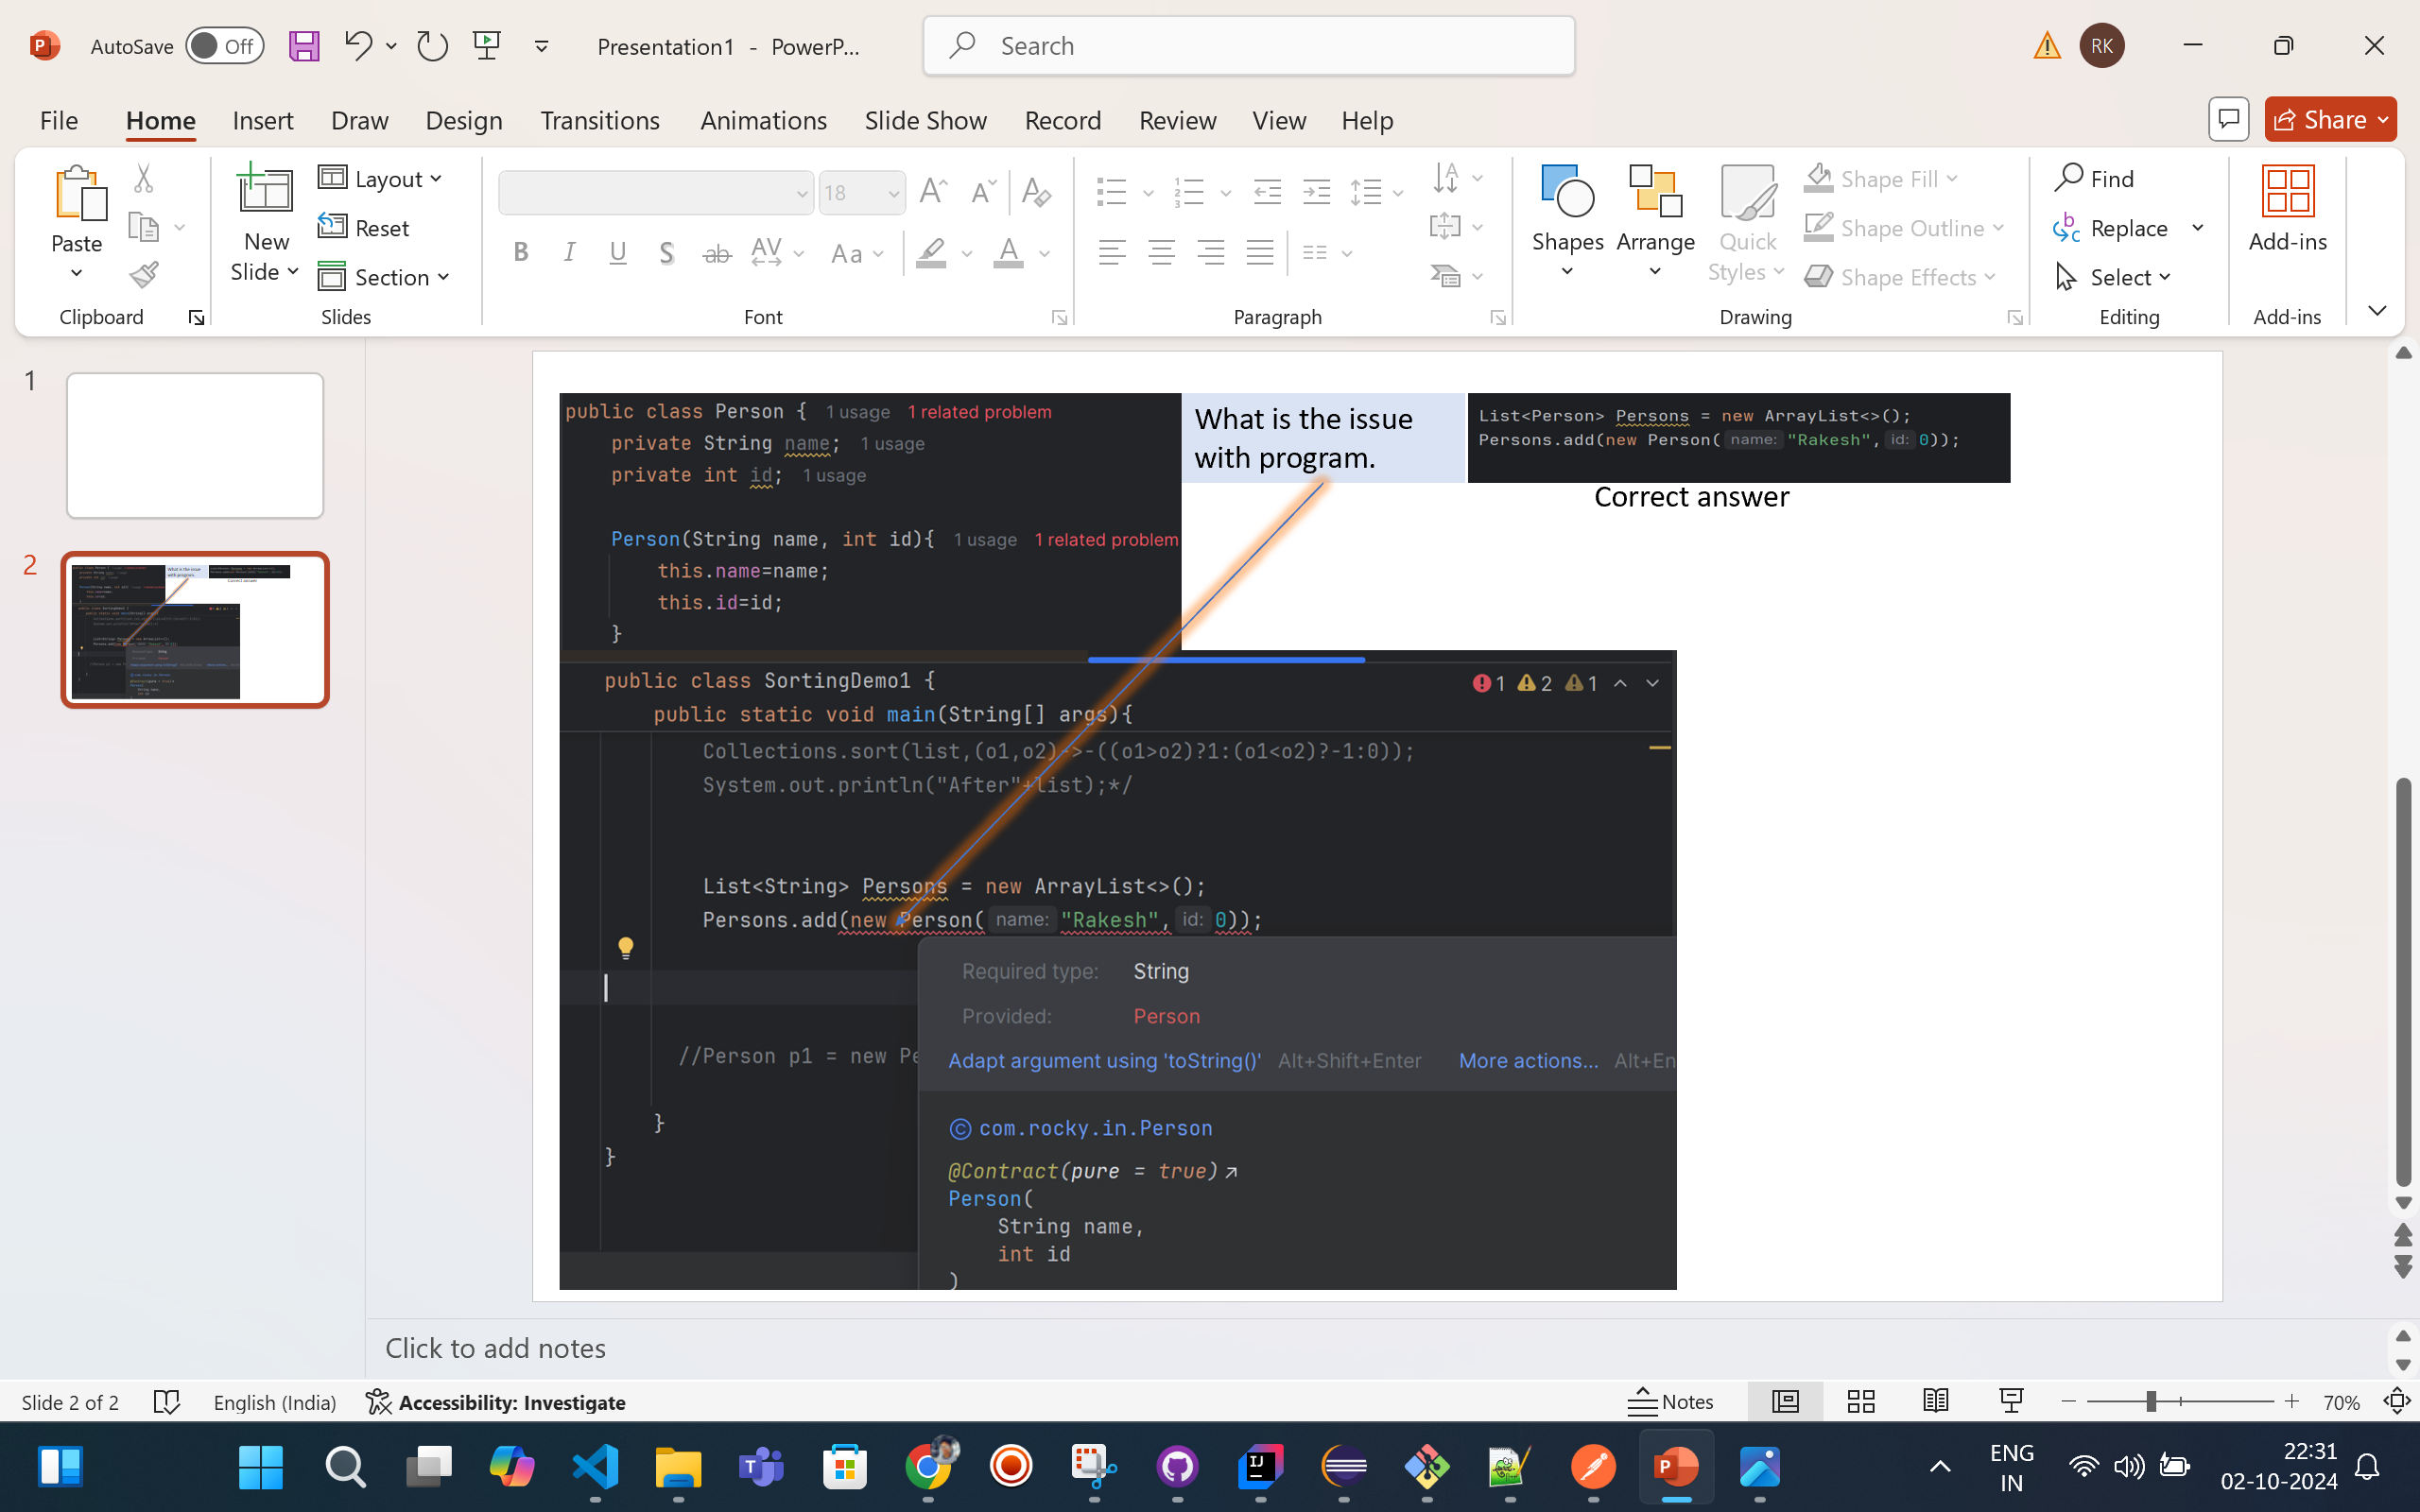 AutoSave Off Presentation1 - PowerP... Search RK
File Home Insert Draw Design Transitions Animations Slide Show Record Review View Help Share
Paste
Clipboard
New Slide
Layout
Reset
Section
Slides
18
B I U S ab AV Aa A
Font
Paragraph
Shapes Arrange Quick Styles
Shape Fill
Shape Outline
Shape Effects
Drawing
Find
Replace
Select
Editing
Add-ins
Add-ins
1
2
public class Person { 1 usage 1 related problem
private String name; 1 usage
private int id; 1 usage
Person(String name, int id){ 1 usage 1 related problem
this.name=name;
this.id=id;
}
What is the issue
with program.
List<Person> Persons = new ArrayList<>();
Persons.add(new Person( name: "Rakesh", id: 0));
Correct answer
public class SortingDemo1 { 1 2 1
public static void main(String[] args){
Collections.sort(list,(o1,o2)->-((o1>o2)?1:(o1<o2)?-1:0));
System.out.println("After"+list);*/
List<String> Persons = new ArrayList<>();
Persons.add(new Person( name: "Rakesh", id: 0));
Required type: String
Provided: Person
Adapt argument using 'toString()' Alt+Shift+Enter More actions... Alt+En
//Person p1 = new Pe
}
}
com.rocky.in.Person
@Contract(pure = true)
Person(
String name,
int id
)
Click to add notes
Slide 2 of 2 English (India) Accessibility: Investigate Notes 70%
ENG
IN
22:31
02-10-2024